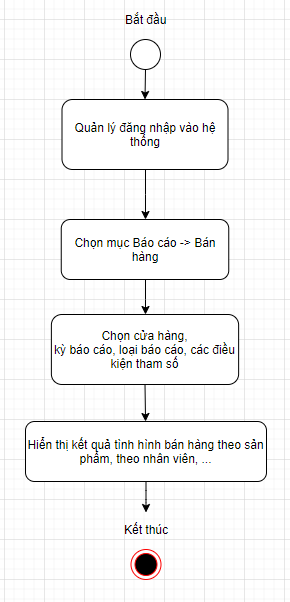 Bắt đầu
Quản lý đăng nhập vào hệ
thống
Chọn mục Báo cáo -> Bán
hàng
Chọn cửa hàng,
kỳ báo cáo, loại báo cáo, các điều
kiện tham số
Hiển thị kết quả tình hình bán hàng theo sản
phẩm, theo nhân viên, ...
Kết thúc